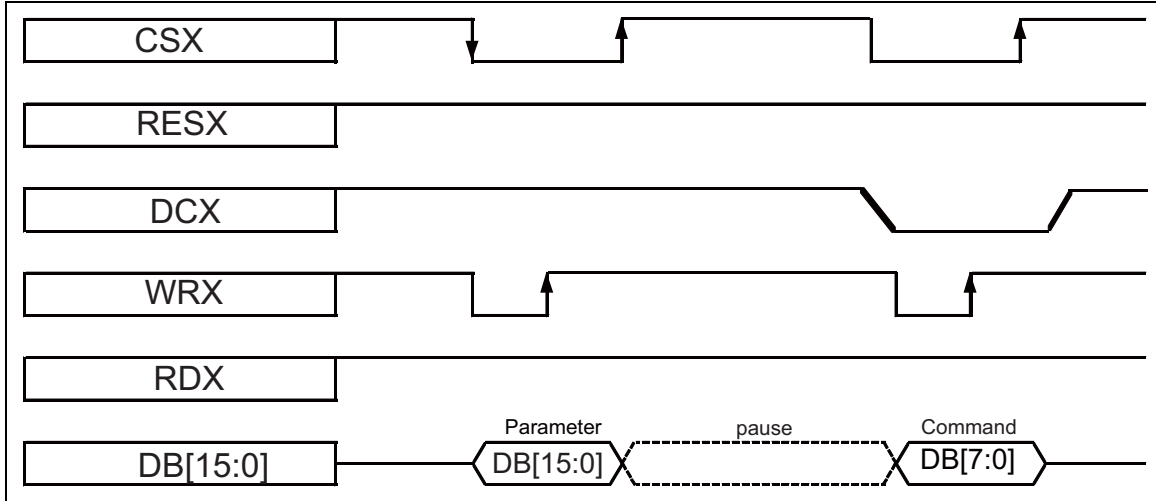 CSX
RESX
DCX
WRX
RDX
Parameter pause Command
DB[15:0] DB[15:0] DB[7:0]